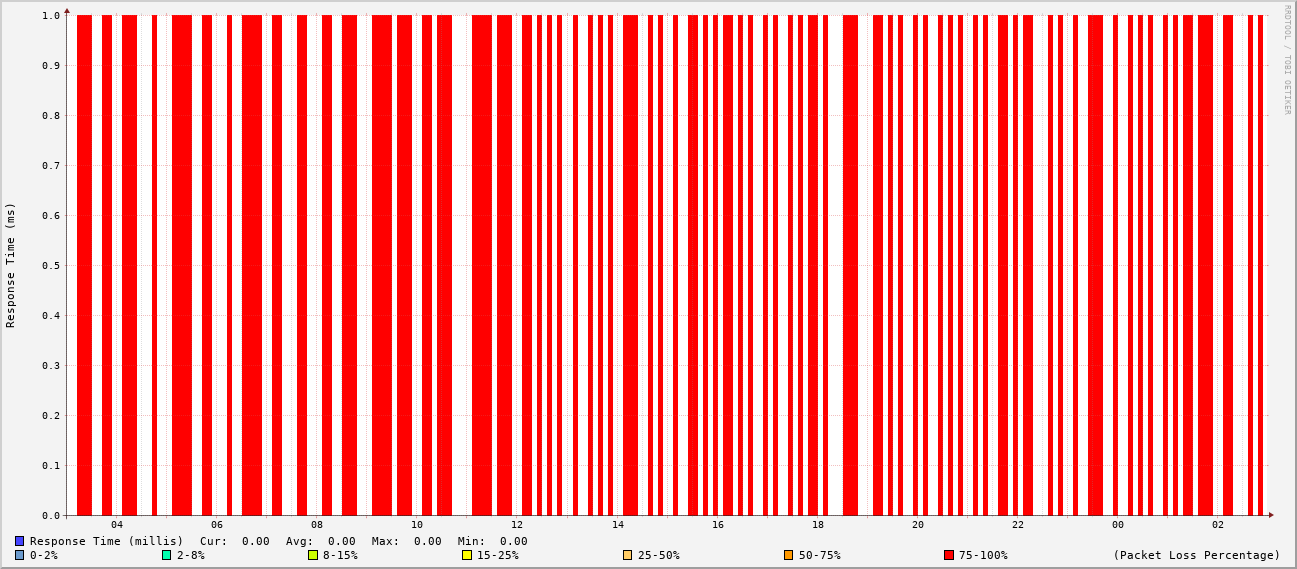 RRDTOOL / TOBI OETIKER
Response Time (ms)
1.0
0.9
0.8
0.7
0.6
0.5
0.4
0.3
0.2
0.1
0.0
04 06 08 10 12 14 16 18 20 22 00 02
Response Time (millis) Cur: 0.00 Avg: 0.00 Max: 0.00 Min: 0.00
0-2% 2-8% 8-15% 15-25% 25-50% 50-75% 75-100% (Packet Loss Percentage)